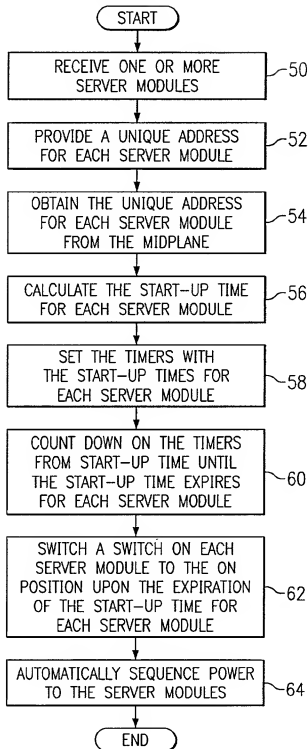 START
RECEIVE ONE OR MORE
SERVER MODULES
50
PROVIDE A UNIQUE ADDRESS
FOR EACH SERVER MODULE
52
OBTAIN THE UNIQUE ADDRESS
FOR EACH SERVER MODULE
FROM THE MIDPLANE
54
CALCULATE THE START-UP TIME
FOR EACH SERVER MODULE
56
SET THE TIMERS WITH
THE START-UP TIMES FOR
EACH SERVER MODULE
58
COUNT DOWN ON THE TIMERS
FROM START-UP TIME UNTIL
THE START-UP TIME EXPIRES
FOR EACH SERVER MODULE
60
SWITCH A SWITCH ON EACH
SERVER MODULE TO THE ON
POSITION UPON THE EXPIRATION
OF THE START-UP TIME FOR
EACH SERVER MODULE
62
AUTOMATICALLY SEQUENCE POWER
TO THE SERVER MODULES
64
END